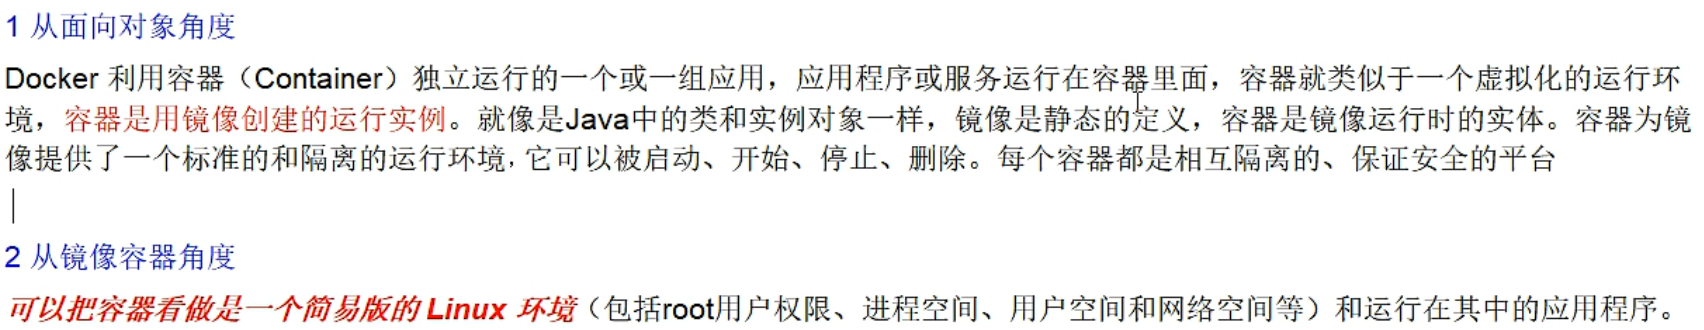 1 从面向对象角度
Docker 利用容器（Container）独立运行的一个或一组应用，应用程序或服务运行在容器里面，容器就类似于一个虚拟化的运行环
境，容器是用镜像创建的运行实例。就像是Java中的类和实例对象一样，镜像是静态的定义，容器是镜像运行时的实体。容器为镜
像提供了一个标准的和隔离的运行环境，它可以被启动、开始、停止、删除。每个容器都是相互隔离的、保证安全的平台
2 从镜像容器角度
可以把容器看做是一个简易版的 Linux 环境（包括root用户权限、进程空间、用户空间和网络空间等）和运行在其中的应用程序。